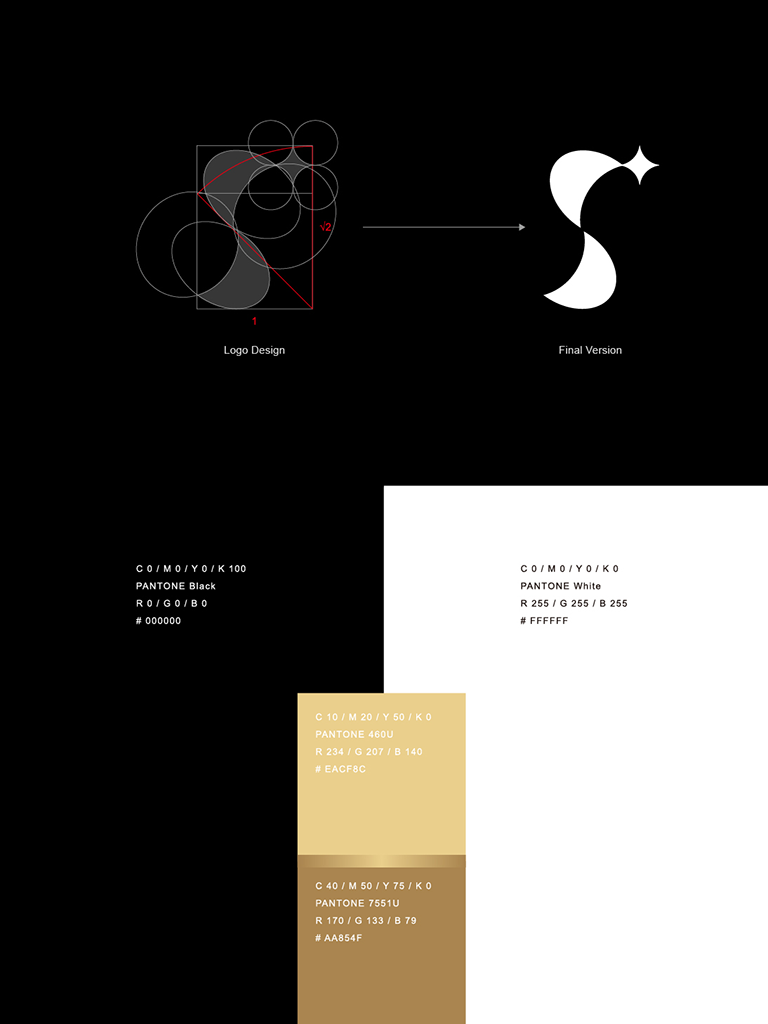 √2
1
Logo Design
Final Version
C 0 / M 0 / Y 0 / K 100
PANTONE Black
R 0 / G 0 / B 0
# 000000
C 0 / M 0 / Y 0 / K 0
PANTONE White
R 255 / G 255 / B 255
# FFFFFF
C 10 / M 20 / Y 50 / K 0
PANTONE 460U
R 234 / G 207 / B 140
# EACF8C
C 40 / M 50 / Y 75 / K 0
PANTONE 7551U
R 170 / G 133 / B 79
# AA854F